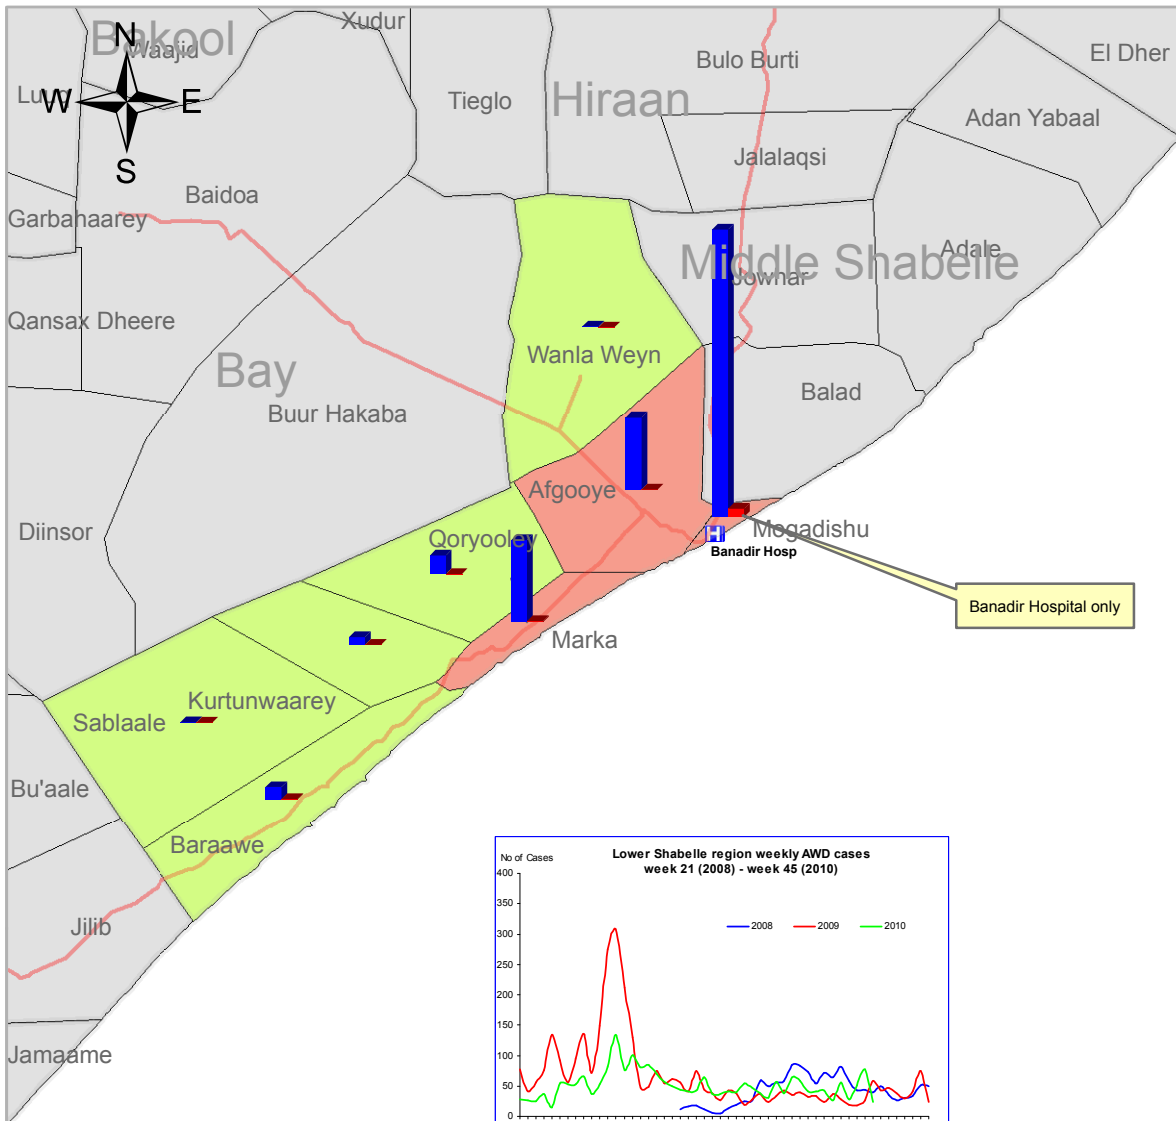 Xudur
Bakool
Waajid
N
W
E
S
Tieglo
Hiraan
Bulo Burti
El Dher
Adan Yabaal
Jalalaqsi
Baidoa
Garbahaarey
Middle Shabelle
Jowhar
Adale
Qansax Dheere
Bay
Wanla Weyn
Balad
Buur Hakaba
Afgooye
Diinsor
Qoryooley
H
Mogadishu
Banadir Hosp
Banadir Hospital only
Marka
Kurtunwaarey
Sablaale
Bu'aale
Baraawe
Jilib
Jamaame
Lower Shabelle region weekly AWD cases
week 21 (2008) - week 45 (2010)
No of Cases
400
350
300
250
200
150
100
50
0
2008 2009 2010